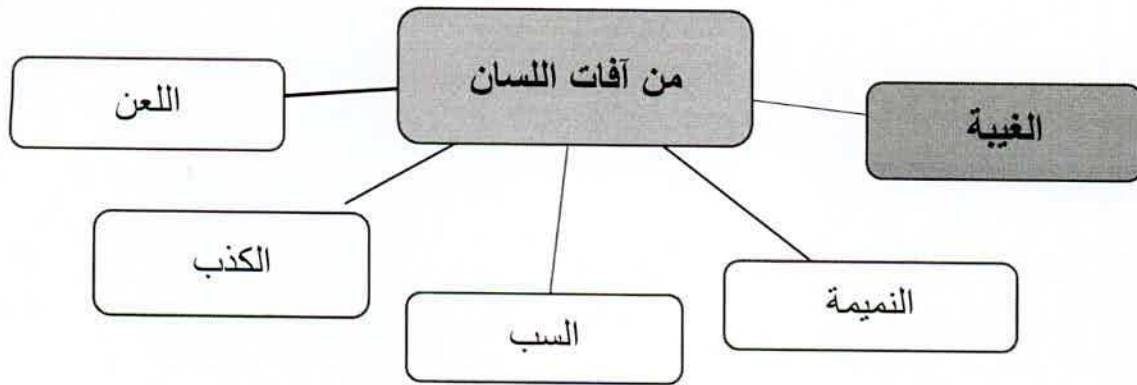 من آفات اللسان
الغيبة
النميمة
السب
الكذب
اللعن